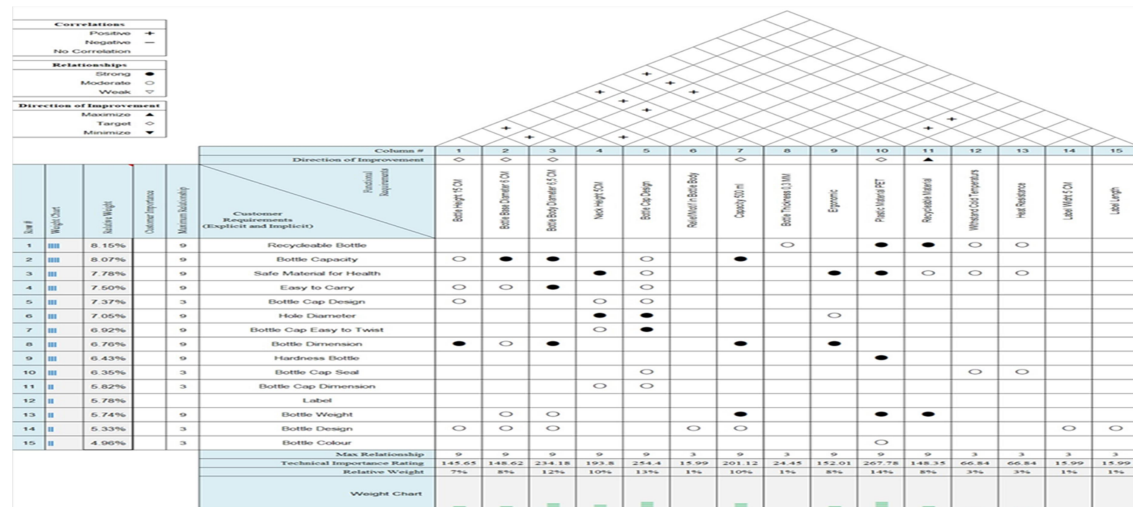 Correlations
Positive +
Negative −
No Correlation
Relationships
Strong ●
Moderate ○
Weak ▽
Direction of Improvement
Maximize ▲
Target ◇
Minimize ▼
Column # 1 2 3 4 5 6 7 8 9 10 11 12 13 14 15
Direction of Improvement ◇ ◇ ◇ ◇ ◇ ▲
Row # Weight Chart Relative Weight Customer Importance Maximum Relationship
Functional Requirements
Customer Requirements (Explicit and Implicit)
Bottle Height 15 CM
Bottle Base Diameter 6 CM
Bottle Body Diameter 6,5 CM
Neck Height 5CM
Bottle Cap Design
Relief Motif in Bottle Body
Capacity 500 ml
Bottle Thickness 0,3 MM
Ergonomic
Plastic Material PET
Recycleable Material
Withstand Cold Temperature
Heat Resistance
Label Widht 5 CM
Label Length
1 8.15% 9 Recycleable Bottle ○ ● ● ○ ○
2 8.07% 9 Bottle Capacity ○ ● ● ○ ●
3 7.78% 9 Safe Material for Health ● ○ ● ● ○ ○ ○
4 7.50% 9 Easy to Carry ○ ○ ● ○
5 7.37% 3 Bottle Cap Design ○ ○ ○
6 7.05% 9 Hole Diameter ● ● ○
7 6.92% 9 Bottle Cap Easy to Twist ○ ●
8 6.76% 9 Bottle Dimension ● ○ ● ● ●
9 6.43% 9 Hardness Bottle ●
10 6.35% 3 Bottle Cap Seal ○ ○ ○
11 5.82% 3 Bottle Cap Dimension ○ ○
12 5.78% Label
13 5.74% 9 Bottle Weight ○ ○ ● ● ●
14 5.33% 3 Bottle Design ○ ○ ○ ○ ○ ○ ○
15 4.96% 3 Bottle Colour ○
Max Relationship 9 9 9 9 9 3 9 3 9 9 9 3 3 3 3
Technical Importance Rating 145.65 148.62 234.18 193.8 254.4 15.99 201.12 24.45 152.01 267.78 148.35 66.84 66.84 15.99 15.99
Relative Weight 7% 8% 12% 10% 13% 1% 10% 1% 8% 14% 8% 3% 3% 1% 1%
Weight Chart